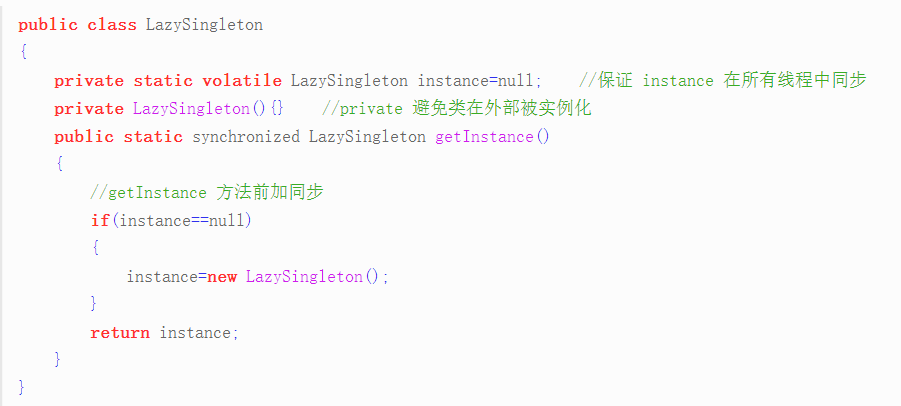 public class LazySingleton
{
    private static volatile LazySingleton instance=null;    //保证 instance 在所有线程中同步
    private LazySingleton(){}    //private 避免类在外部被实例化
    public static synchronized LazySingleton getInstance()
    {
        //getInstance 方法前加同步
        if(instance==null)
        {
            instance=new LazySingleton();
        }
        return instance;
    }
}